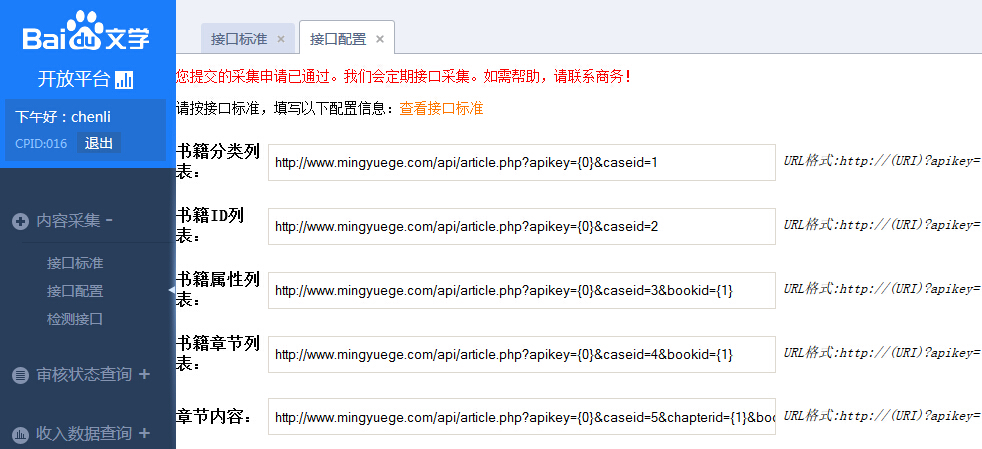 Bai du 文学
开放平台
下午好：chenli
CPID:016 退出
内容采集 -
接口标准
接口配置
检测接口
审核状态查询 +
收入数据查询 +
接口标准 × 接口配置 ×
您提交的采集申请已通过。我们会定期接口采集。如需帮助，请联系商务！
请按接口标准，填写以下配置信息：查看接口标准
书籍分类列表： http://www.mingyuege.com/api/article.php?apikey={0}&caseid=1 URL格式:http://(URI)?apikey=
书籍ID列表： http://www.mingyuege.com/api/article.php?apikey={0}&caseid=2 URL格式:http://(URI)?apikey=
书籍属性列表： http://www.mingyuege.com/api/article.php?apikey={0}&caseid=3&bookid={1} URL格式:http://(URI)?apikey=
书籍章节列表： http://www.mingyuege.com/api/article.php?apikey={0}&caseid=4&bookid={1} URL格式:http://(URI)?apikey=
章节内容： http://www.mingyuege.com/api/article.php?apikey={0}&caseid=5&chapterid={1}&boo URL格式:http://(URI)?apikey=